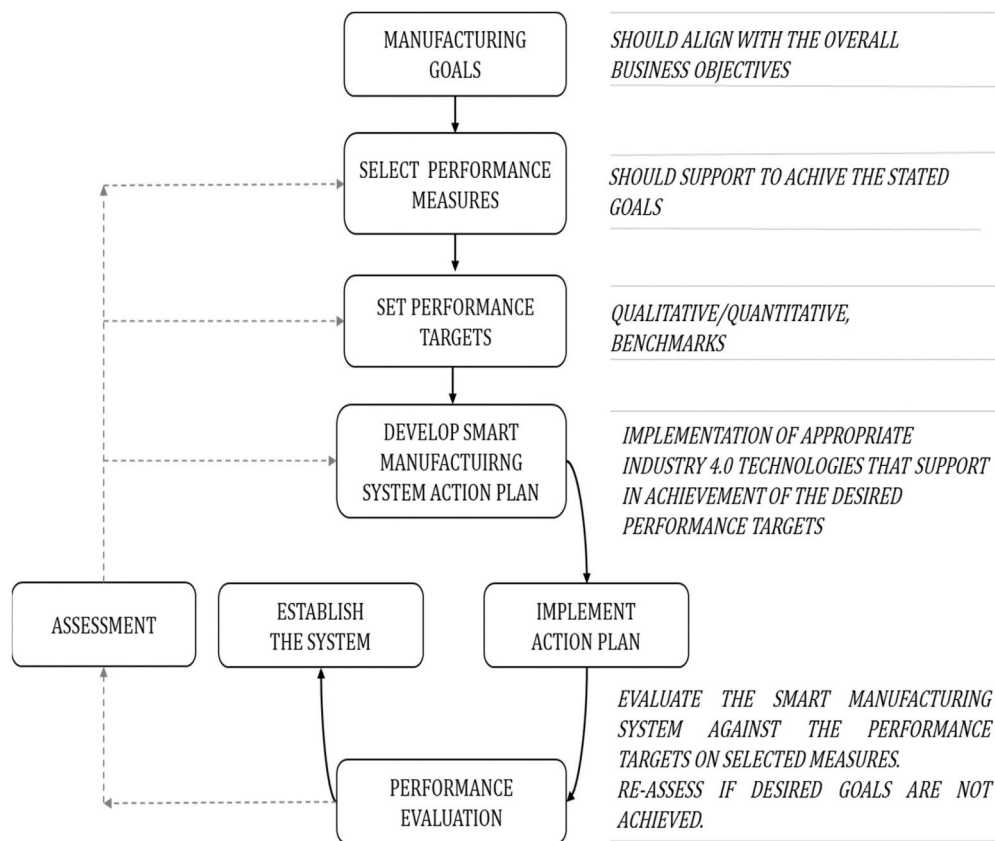 MANUFACTURING
GOALS
SHOULD ALIGN WITH THE OVERALL
BUSINESS OBJECTIVES
SELECT PERFORMANCE
MEASURES
SHOULD SUPPORT TO ACHIVE THE STATED
GOALS
SET PERFORMANCE
TARGETS
QUALITATIVE/QUANTITATIVE,
BENCHMARKS
DEVELOP SMART
MANUFACTUIRNG
SYSTEM ACTION PLAN
IMPLEMENTATION OF APPROPRIATE
INDUSTRY 4.0 TECHNOLOGIES THAT SUPPORT
IN ACHIEVEMENT OF THE DESIRED
PERFORMANCE TARGETS
ASSESSMENT
ESTABLISH
THE SYSTEM
IMPLEMENT
ACTION PLAN
PERFORMANCE
EVALUATION
EVALUATE THE SMART MANUFACTURING
SYSTEM AGAINST THE PERFORMANCE
TARGETS ON SELECTED MEASURES.
RE-ASSESS IF DESIRED GOALS ARE NOT
ACHIEVED.